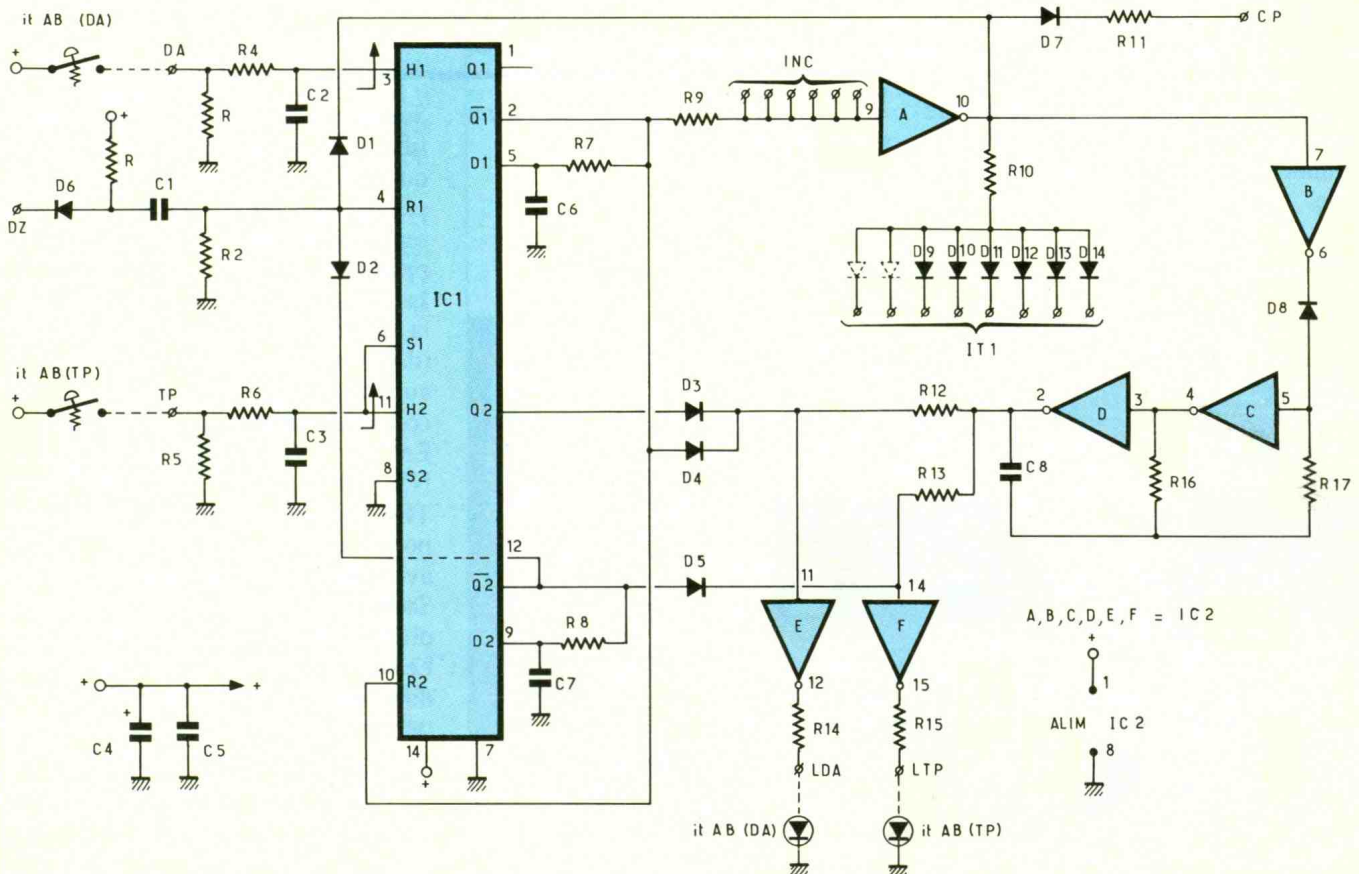 it AB (DA)
+
DA
R4
R
C2
3
H1
Q1
1
2
Q̅1
D1
5
R7
C6
R9
INC
9
A
10
D7
R11
CP
+
R
D6
C1
DZ
R2
D1
4
R1
D2
R10
7
B
6
D8
D9
D10
D11
D12
D13
D14
IT1
IC1
6
S1
it AB(TP)
+
TP
R6
R5
C3
11
H2
Q2
8
S2
D3
D4
R12
R13
2
D
3
4
C
5
C8
R16
R17
12
Q̅2
D5
11
14
E
F
D2
9
R8
C7
10
R2
14
+
7
12
15
R14
R15
LDA
LTP
it AB (DA)
it AB (TP)
+
+
+
C4
C5
A,B,C,D,E,F = IC2
+
1
ALIM IC2
8